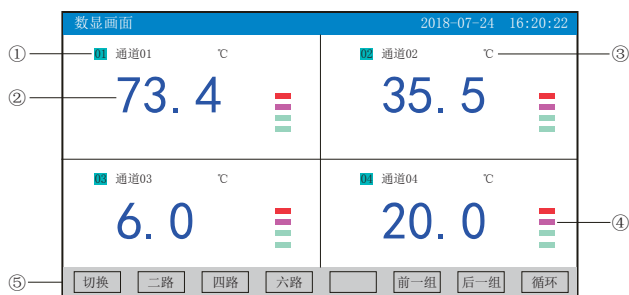 数显画面 2018-07-24 16:20:22
① 01 通道01 ℃ 02 通道02 ℃ ③
② 73.4 35.5
03 通道03 ℃ 04 通道04 ℃
6.0 20.0 ④
⑤ 切换 二路 四路 六路 前一组 后一组 循环